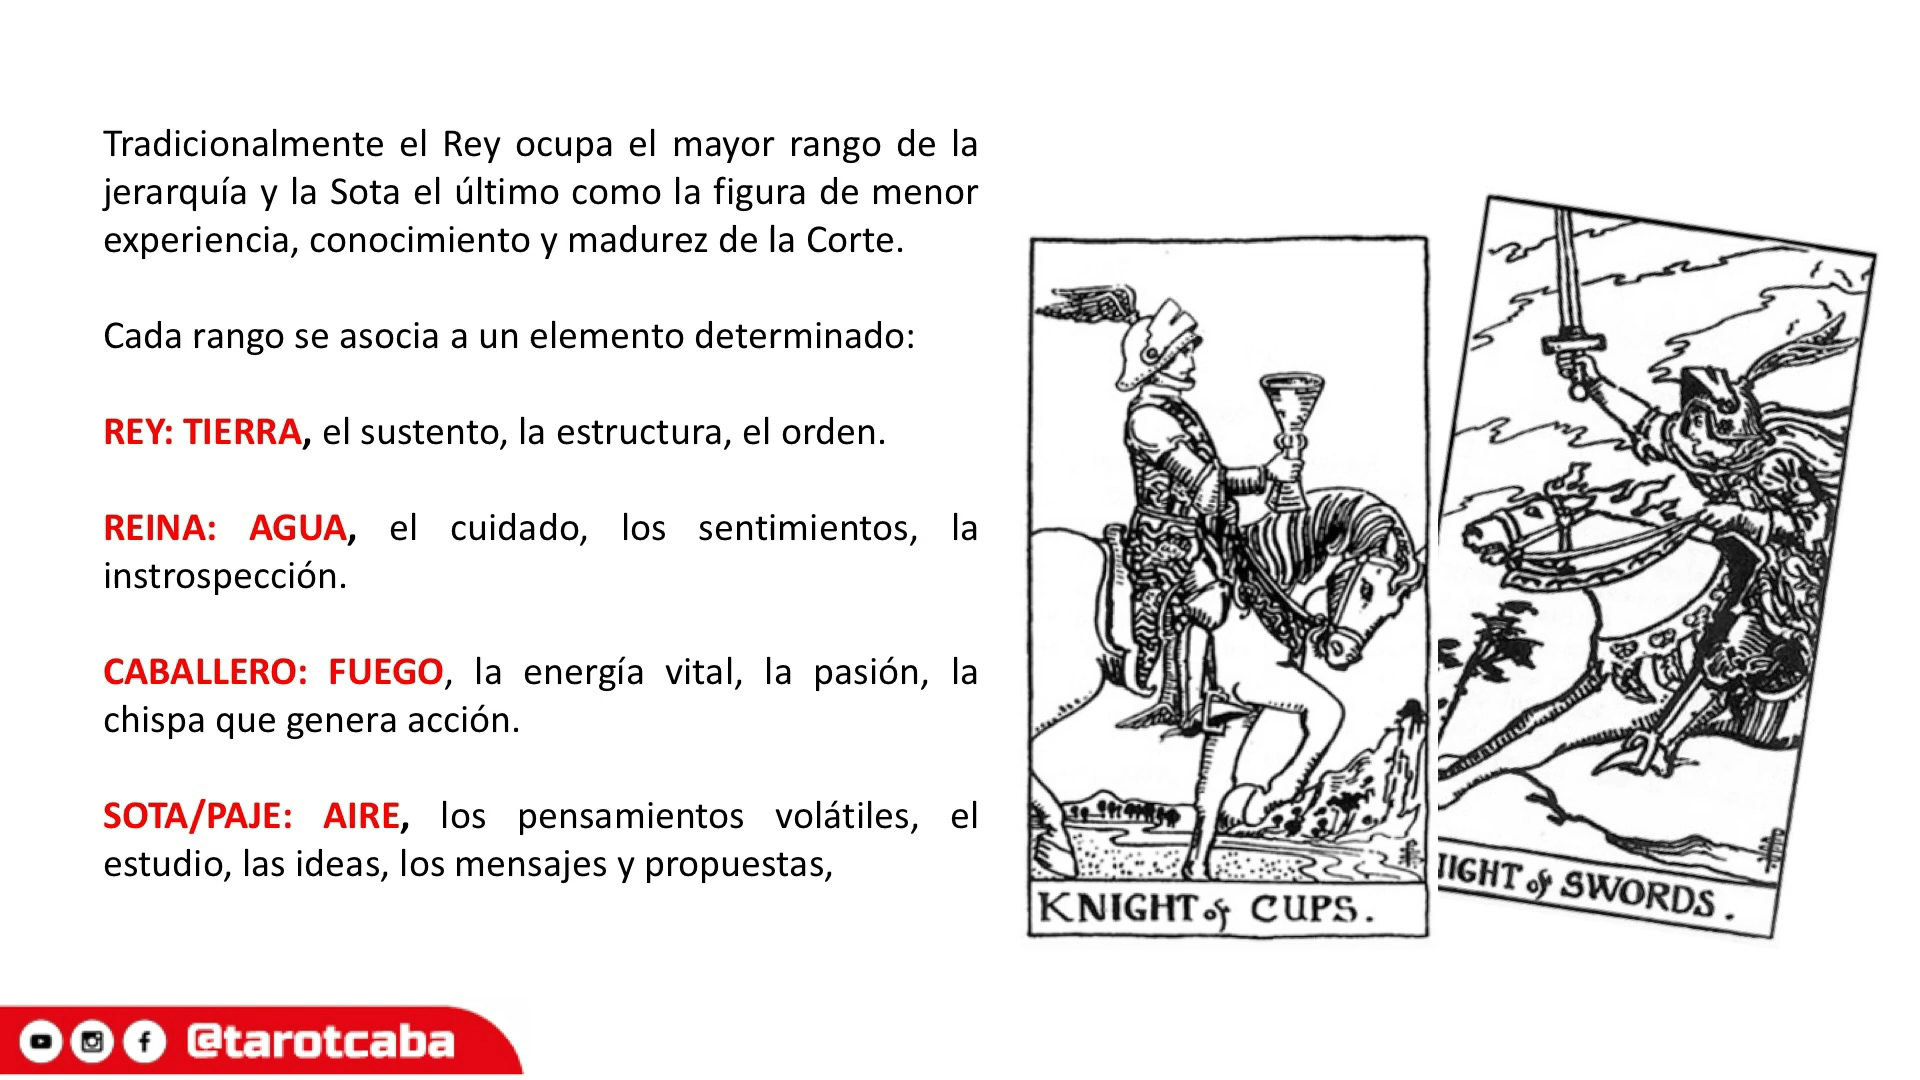 Tradicionalmente el Rey ocupa el mayor rango de la
jerarquía y la Sota el último como la figura de menor
experiencia, conocimiento y madurez de la Corte.
Cada rango se asocia a un elemento determinado:
REY: TIERRA, el sustento, la estructura, el orden.
REINA: AGUA, el cuidado, los sentimientos, la
instrospección.
CABALLERO: FUEGO, la energía vital, la pasión, la
chispa que genera acción.
SOTA/PAJE: AIRE, los pensamientos volátiles, el
estudio, las ideas, los mensajes y propuestas,
KNIGHT of CUPS.
NIGHT of SWORDS.
@tarotcaba